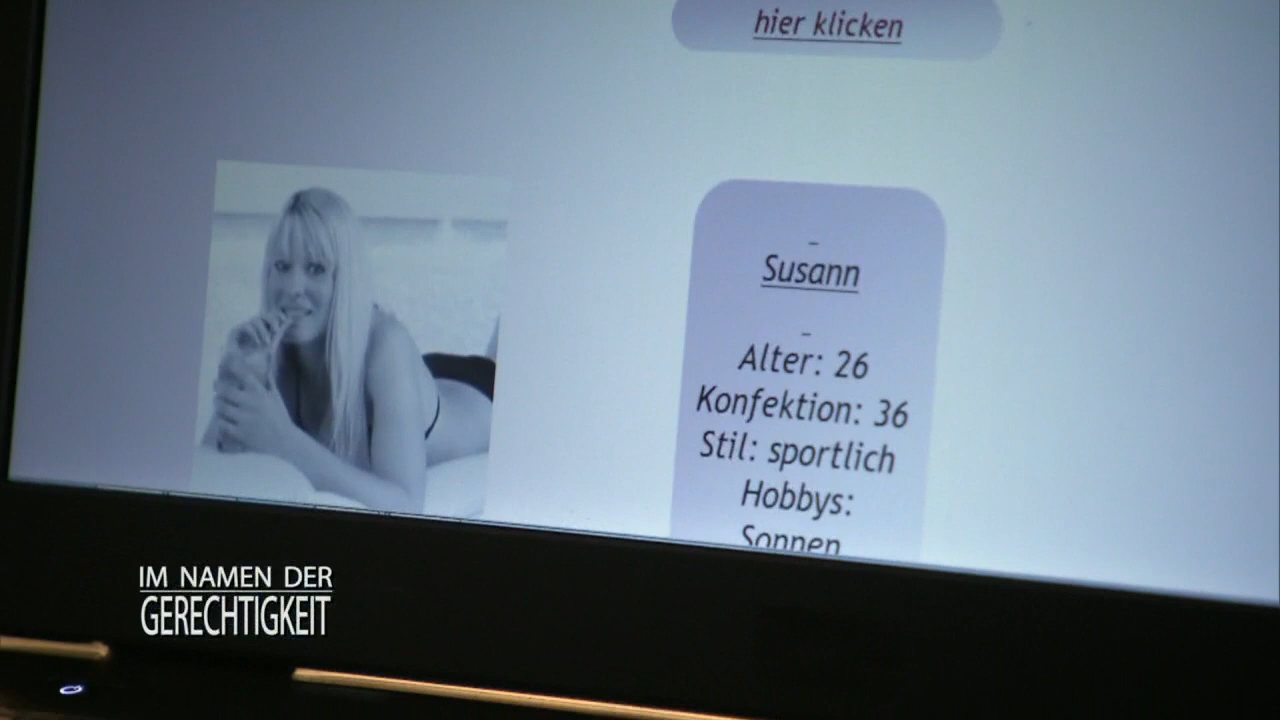 hier klicken
Susann
Alter: 26
Konfektion: 36
Stil: sportlich
Hobbys:
Sonnen
IM NAMEN DER
GERECHTIGKEIT